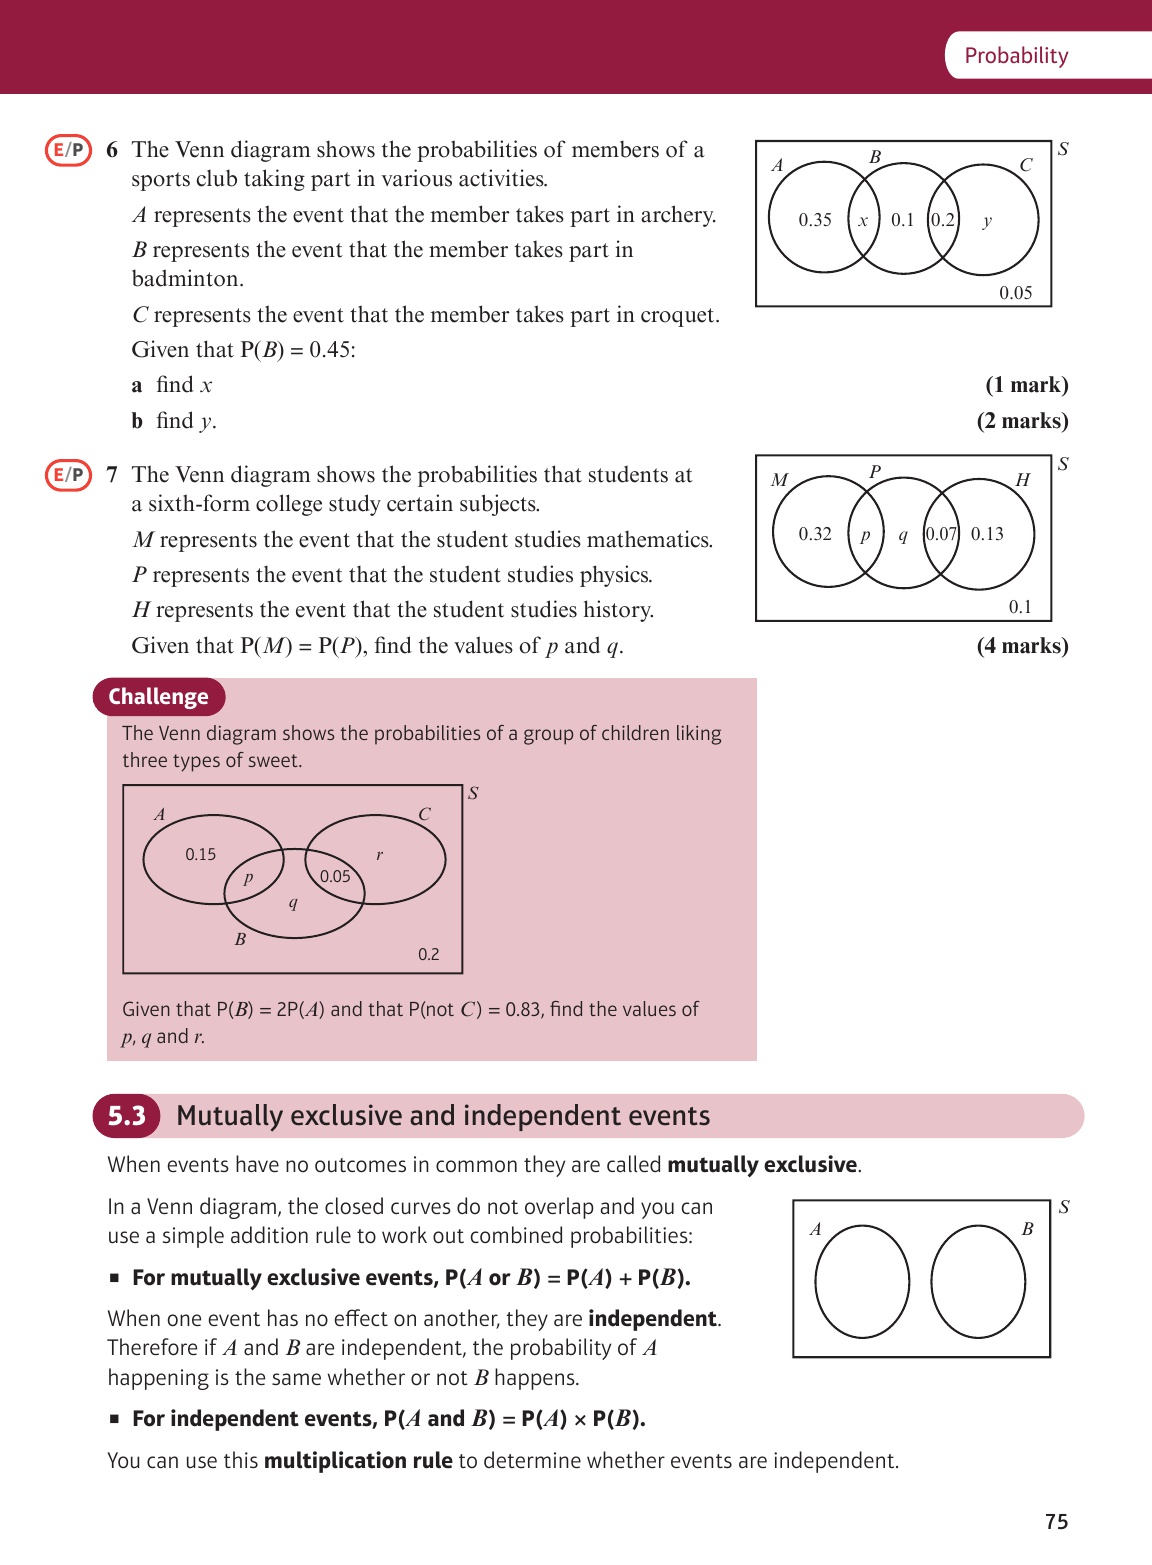 Probability
E/P 6 The Venn diagram shows the probabilities of members of a
sports club taking part in various activities.
A represents the event that the member takes part in archery.
B represents the event that the member takes part in
badminton.
C represents the event that the member takes part in croquet.
Given that P(B) = 0.45:
a find x (1 mark)
b find y. (2 marks)
S
A B C
0.35 x 0.1 0.2 y
0.05
E/P 7 The Venn diagram shows the probabilities that students at
a sixth-form college study certain subjects.
M represents the event that the student studies mathematics.
P represents the event that the student studies physics.
H represents the event that the student studies history.
Given that P(M) = P(P), find the values of p and q. (4 marks)
S
M P H
0.32 p q 0.07 0.13
0.1
Challenge
The Venn diagram shows the probabilities of a group of children liking
three types of sweet.
S
A C
0.15 r
p 0.05
q
B
0.2
Given that P(B) = 2P(A) and that P(not C) = 0.83, find the values of
p, q and r.
5.3 Mutually exclusive and independent events
When events have no outcomes in common they are called mutually exclusive.
In a Venn diagram, the closed curves do not overlap and you can
use a simple addition rule to work out combined probabilities:
■ For mutually exclusive events, P(A or B) = P(A) + P(B).
When one event has no effect on another, they are independent.
Therefore if A and B are independent, the probability of A
happening is the same whether or not B happens.
■ For independent events, P(A and B) = P(A) × P(B).
You can use this multiplication rule to determine whether events are independent.
S
A B
75